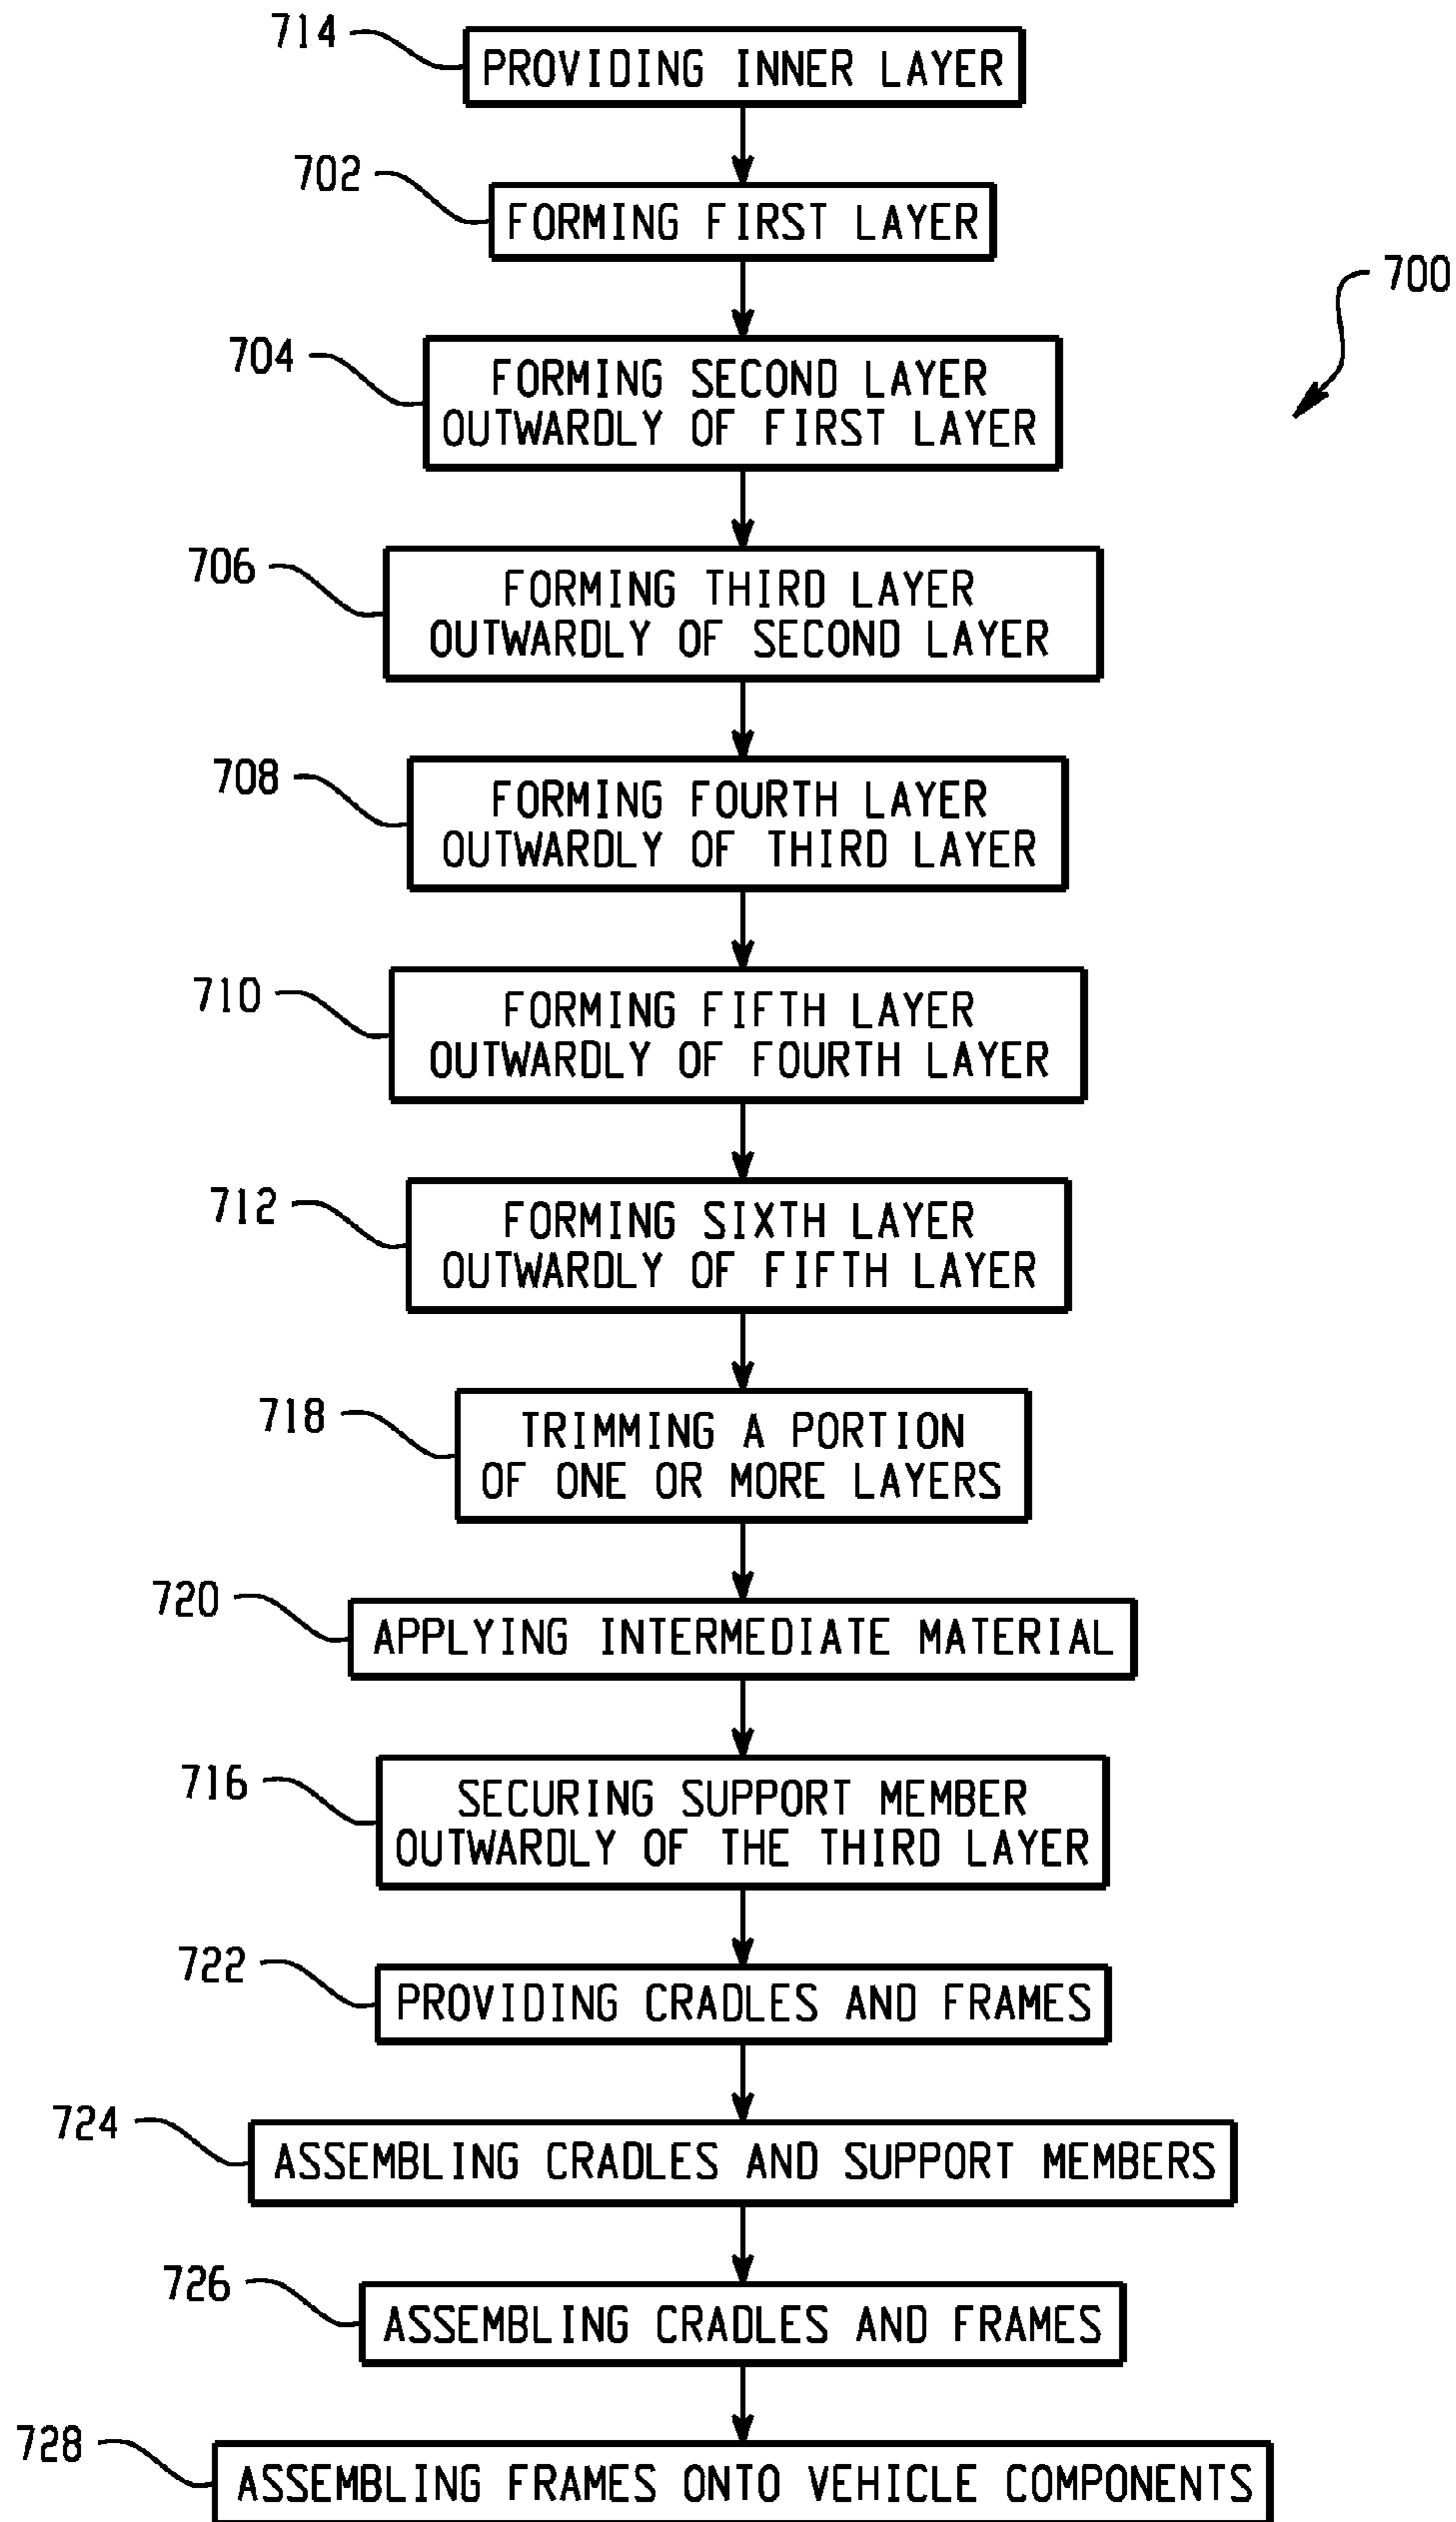 714
PROVIDING INNER LAYER
702
FORMING FIRST LAYER
700
704
FORMING SECOND LAYER
OUTWARDLY OF FIRST LAYER
706
FORMING THIRD LAYER
OUTWARDLY OF SECOND LAYER
708
FORMING FOURTH LAYER
OUTWARDLY OF THIRD LAYER
710
FORMING FIFTH LAYER
OUTWARDLY OF FOURTH LAYER
712
FORMING SIXTH LAYER
OUTWARDLY OF FIFTH LAYER
718
TRIMMING A PORTION
OF ONE OR MORE LAYERS
720
APPLYING INTERMEDIATE MATERIAL
716
SECURING SUPPORT MEMBER
OUTWARDLY OF THE THIRD LAYER
722
PROVIDING CRADLES AND FRAMES
724
ASSEMBLING CRADLES AND SUPPORT MEMBERS
726
ASSEMBLING CRADLES AND FRAMES
728
ASSEMBLING FRAMES ONTO VEHICLE COMPONENTS